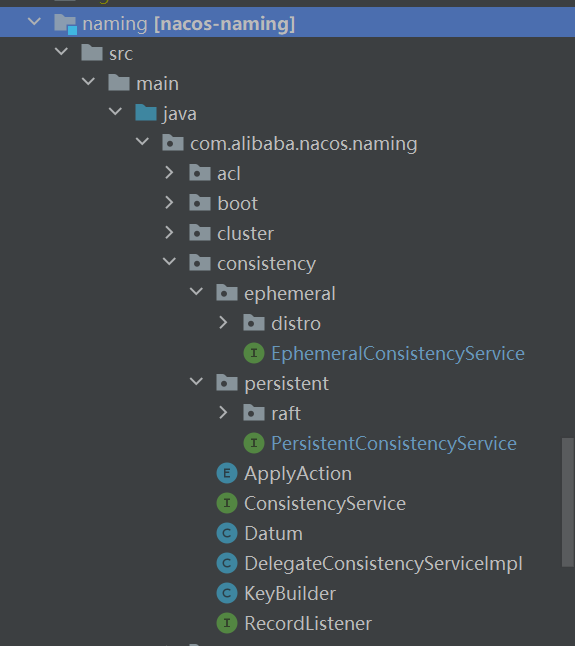 naming [nacos-naming]
src
main
java
com.alibaba.nacos.naming
acl
boot
cluster
consistency
ephemeral
distro
I EphemeralConsistencyService
persistent
raft
I PersistentConsistencyService
E ApplyAction
I ConsistencyService
C Datum
C DelegateConsistencyServiceImpl
C KeyBuilder
I RecordListener